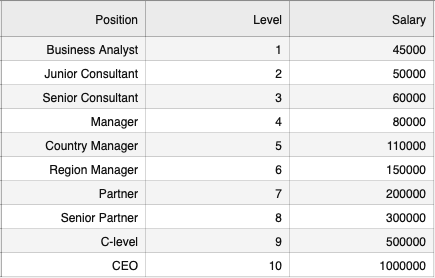 Position Level Salary
Business Analyst 1 45000
Junior Consultant 2 50000
Senior Consultant 3 60000
Manager 4 80000
Country Manager 5 110000
Region Manager 6 150000
Partner 7 200000
Senior Partner 8 300000
C-level 9 500000
CEO 10 1000000